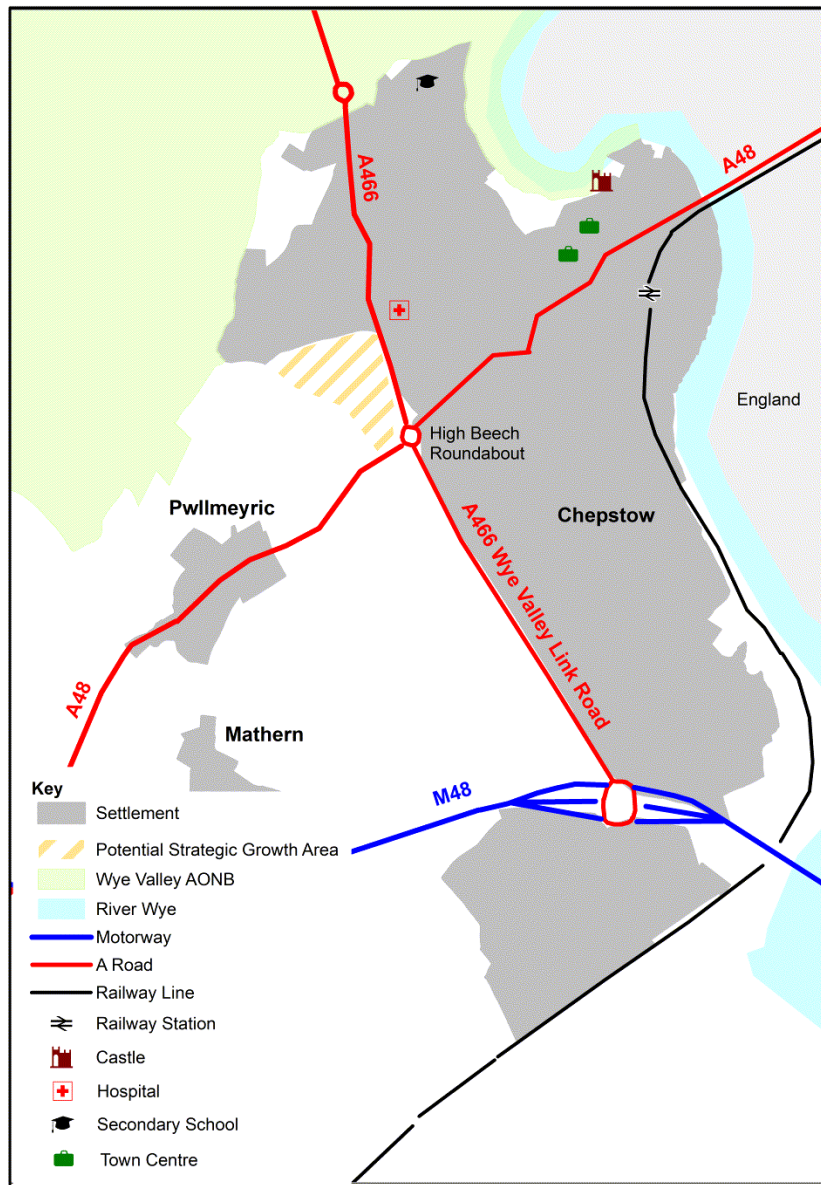 A466
A48
England
High Beech
Roundabout
Pwllmeyric
Chepstow
A466 Wye Valley Link Road
A48
Mathern
M48
Key
Settlement
Potential Strategic Growth Area
Wye Valley AONB
River Wye
Motorway
A Road
Railway Line
Railway Station
Castle
Hospital
Secondary School
Town Centre